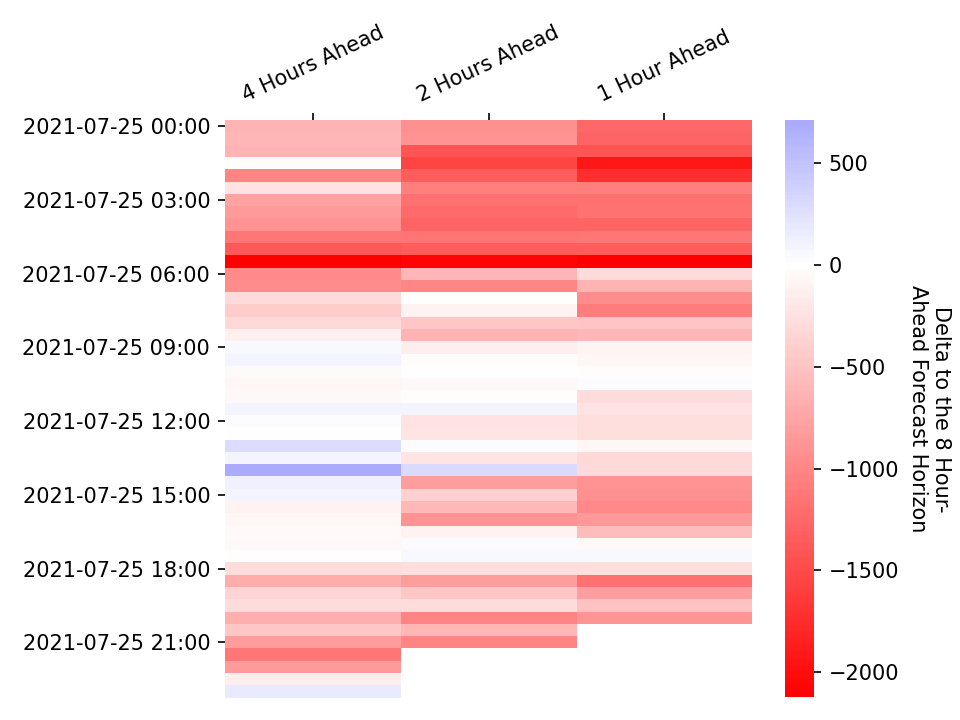 4 Hours Ahead
2 Hours Ahead
1 Hour Ahead
2021-07-25 00:00
2021-07-25 03:00
2021-07-25 06:00
2021-07-25 09:00
2021-07-25 12:00
2021-07-25 15:00
2021-07-25 18:00
2021-07-25 21:00
500
0
−500
−1000
−1500
−2000
Delta to the 8 Hour-
Ahead Forecast Horizon